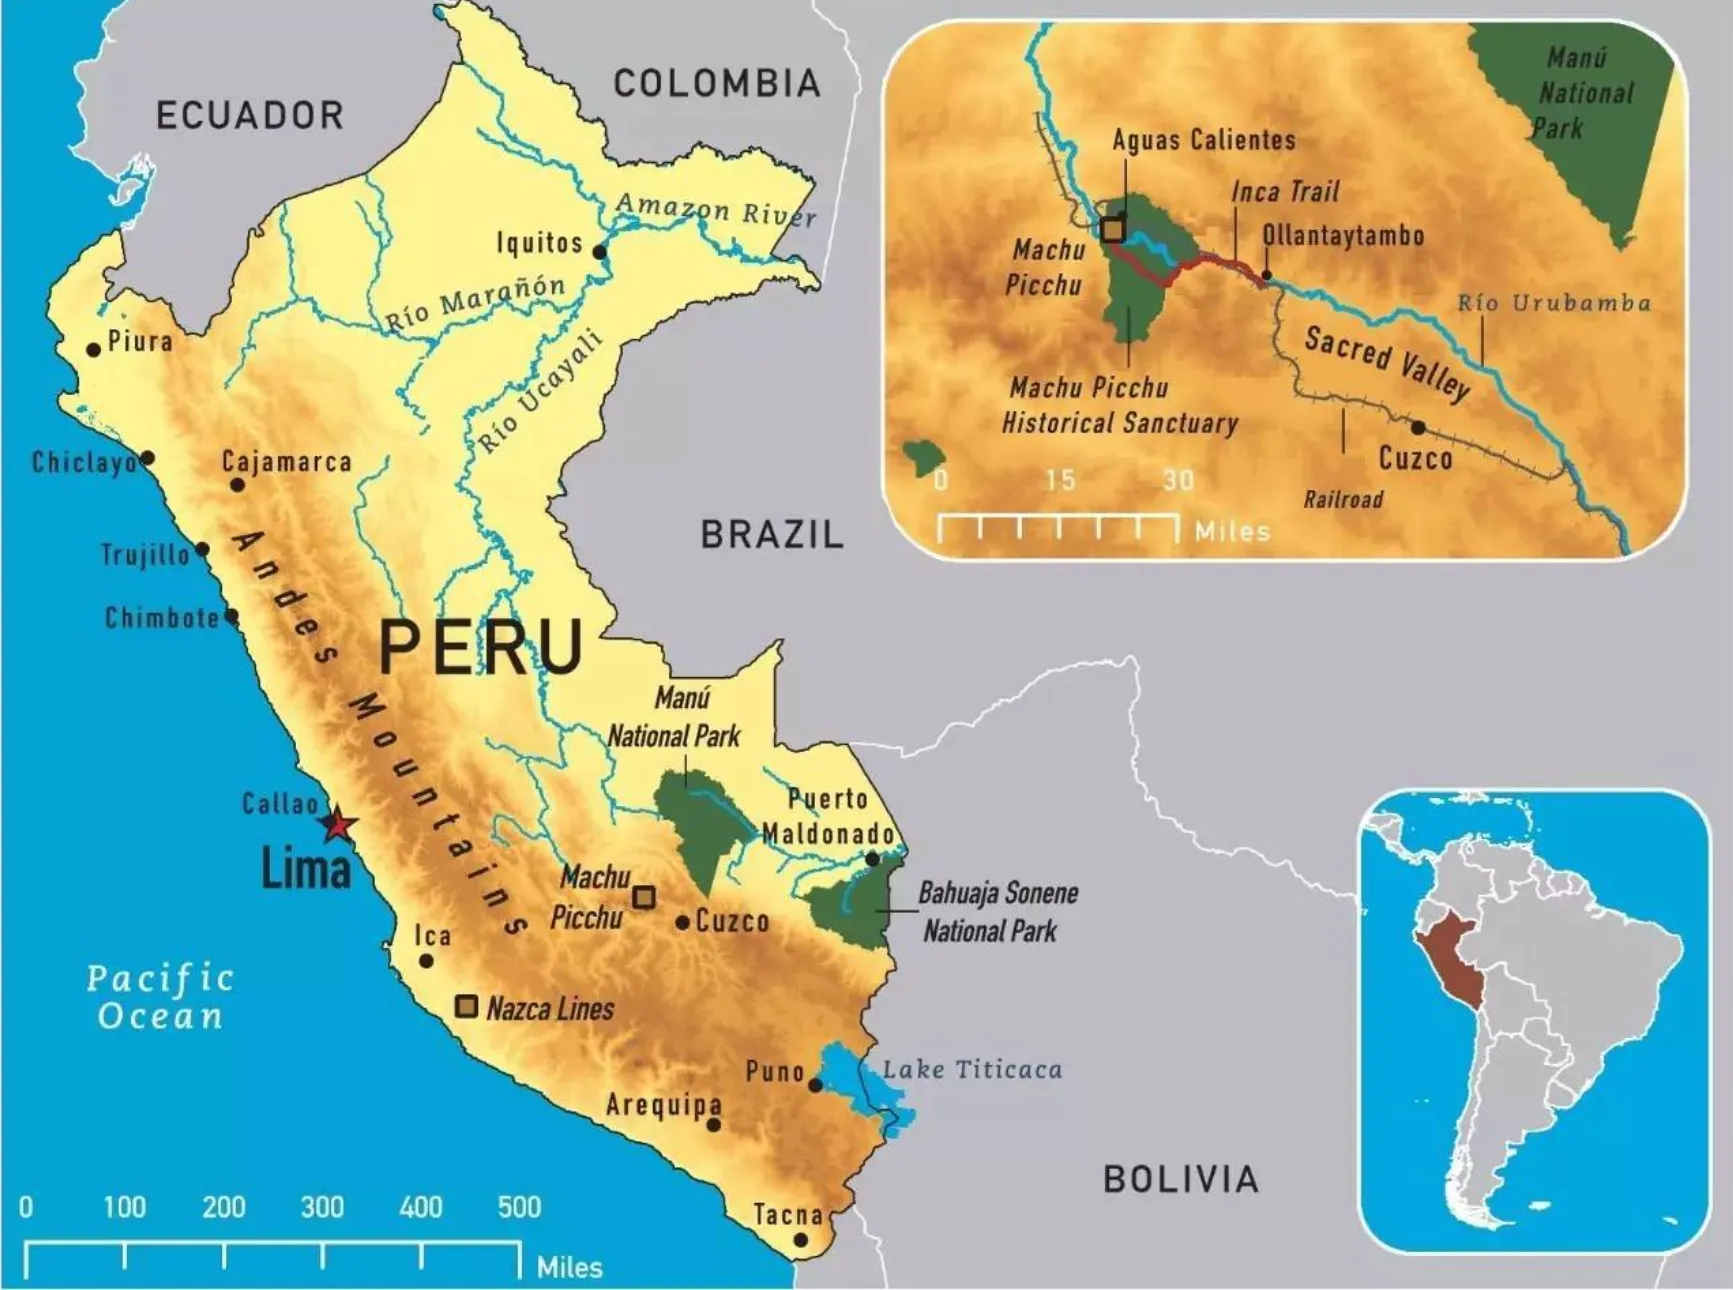 ECUADOR
COLOMBIA
Amazon River
Iquitos
Río Marañón
Río Ucayali
Piura
Chiclayo
Cajamarca
Trujillo
Chimbote
Andes Mountains
PERU
BRAZIL
Manú
National Park
Callao
Lima
Puerto
Maldonado
Machu
Picchu
Cuzco
Bahuaja Sonene
National Park
Ica
Nazca Lines
Pacific
Ocean
Puno
Lake Titicaca
Arequipa
Tacna
BOLIVIA
0 100 200 300 400 500
Miles
Manú
National
Park
Aguas Calientes
Inca Trail
Ollantaytambo
Machu
Picchu
Río Urubamba
Sacred Valley
Machu Picchu
Historical Sanctuary
Cuzco
Railroad
0 15 30
Miles